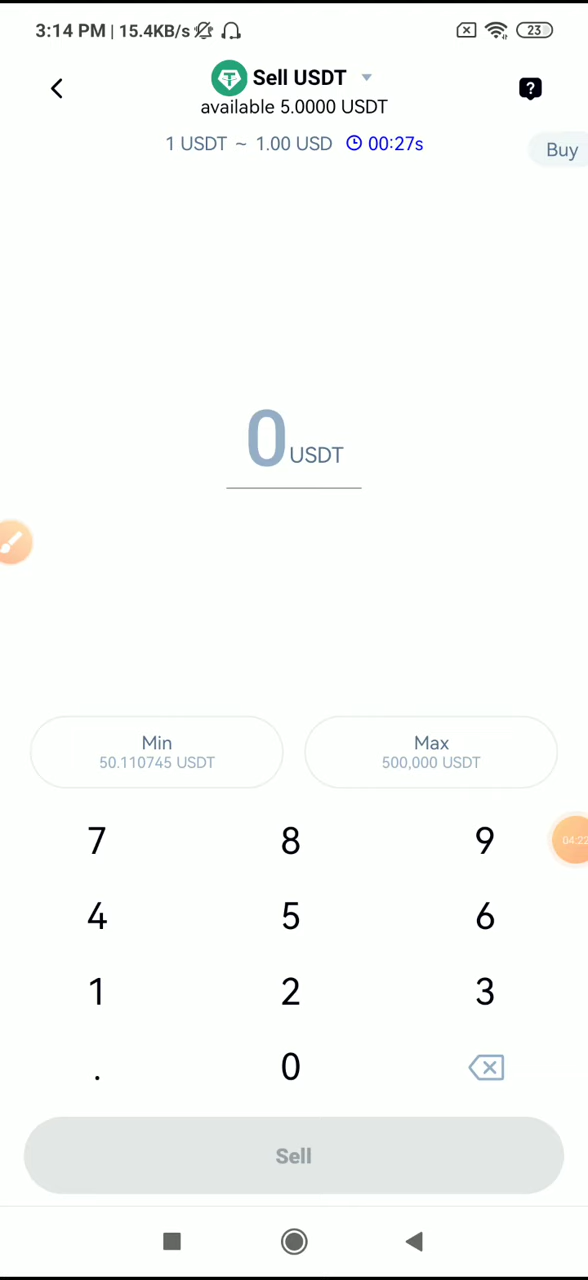 3:14 PM | 15.4KB/s
23
Sell USDT
available 5.0000 USDT
1 USDT ~ 1.00 USD 00:27s
?
Buy
0 USDT
Min
50.110745 USDT
Max
500,000 USDT
7 8 9
04:22
4 5 6
1 2 3
. 0
Sell